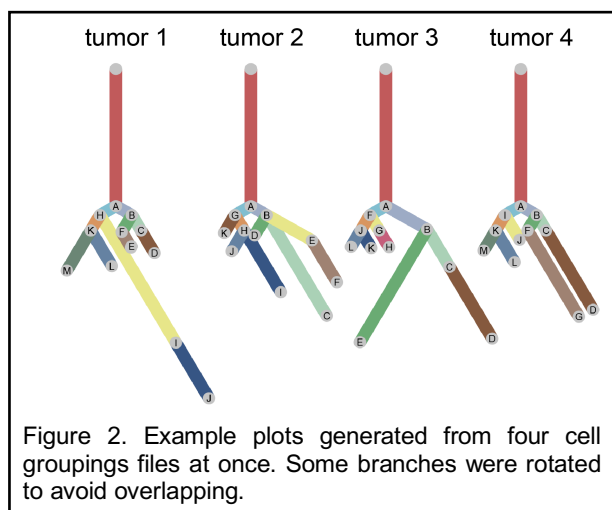 tumor 1 tumor 2 tumor 3 tumor 4
A A A A
H B G B F B I B
K F C K H D J G K J F C
M L E D J E L K H C M L
I F G D
I C E D
J
Figure 2. Example plots generated from four cell
groupings files at once. Some branches were rotated
to avoid overlapping.